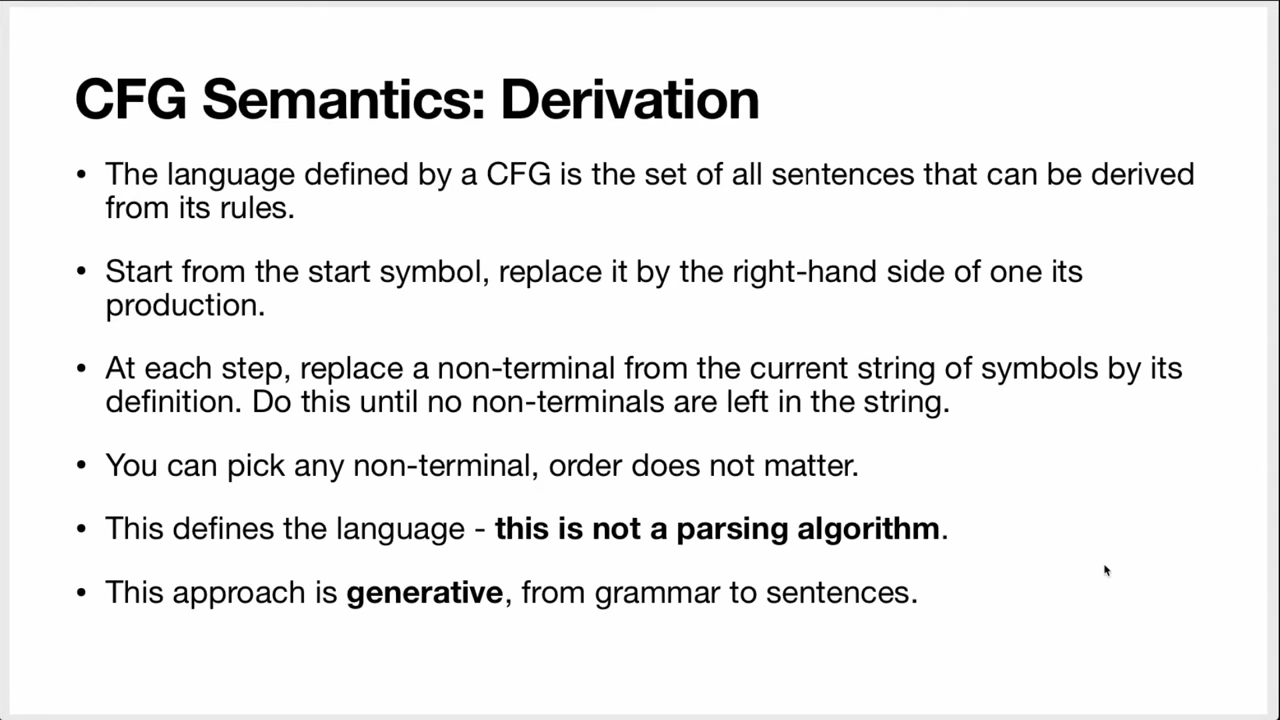 CFG Semantics: Derivation
• The language defined by a CFG is the set of all sentences that can be derived
from its rules.
• Start from the start symbol, replace it by the right-hand side of one its
production.
• At each step, replace a non-terminal from the current string of symbols by its
definition. Do this until no non-terminals are left in the string.
• You can pick any non-terminal, order does not matter.
• This defines the language - this is not a parsing algorithm.
• This approach is generative, from grammar to sentences.